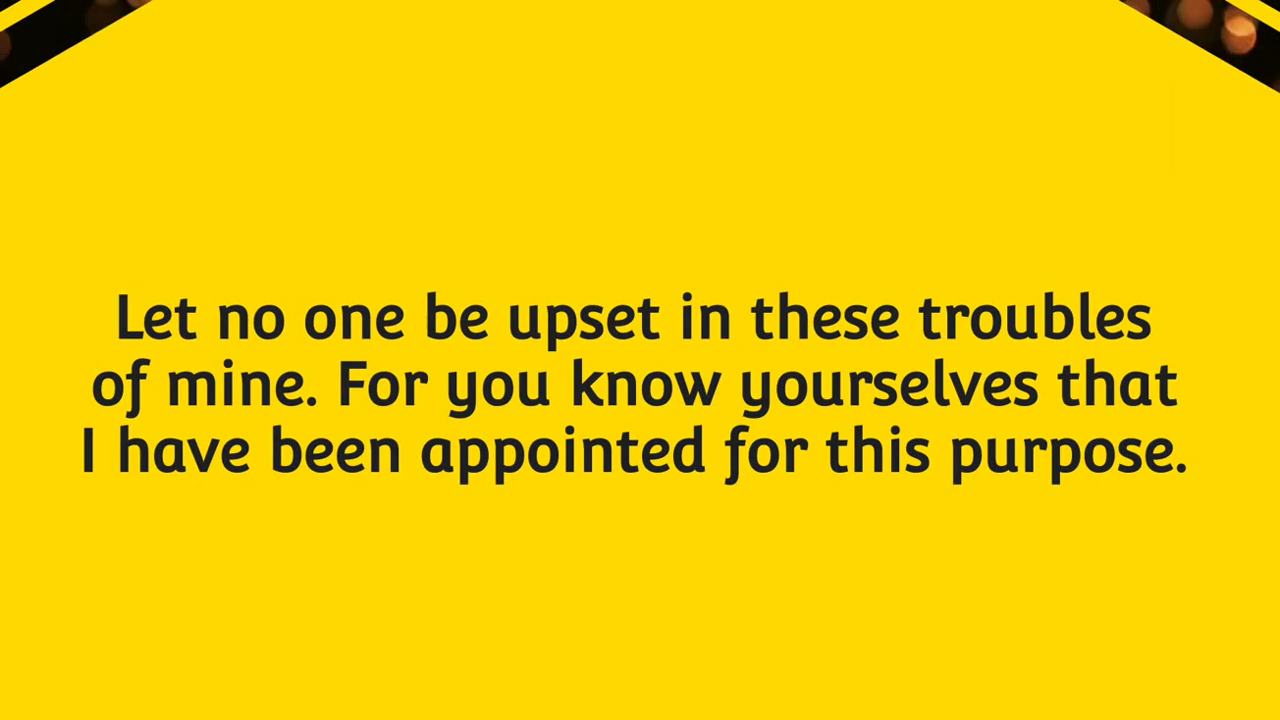 Let no one be upset in these troubles
of mine. For you know yourselves that
I have been appointed for this purpose.